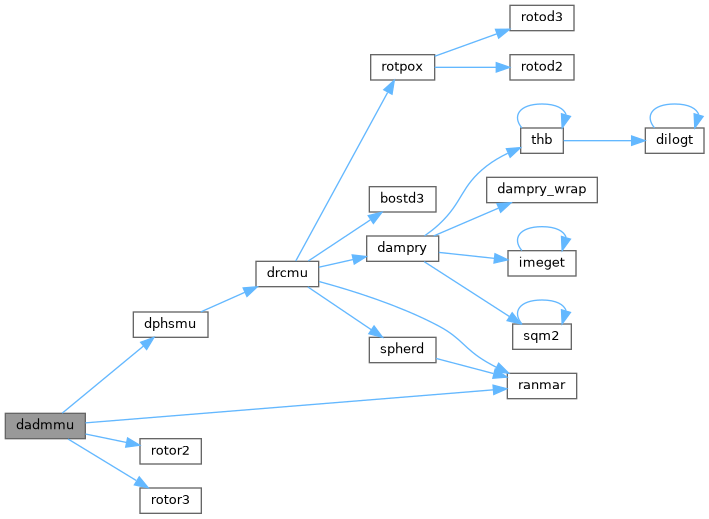 rotod3
rotpox
rotod2
thb
dilogt
dampry_wrap
bostd3
dampry
imeget
drcmu
dphsmu
sqm2
spherd
ranmar
dadmmu
rotor2
rotor3